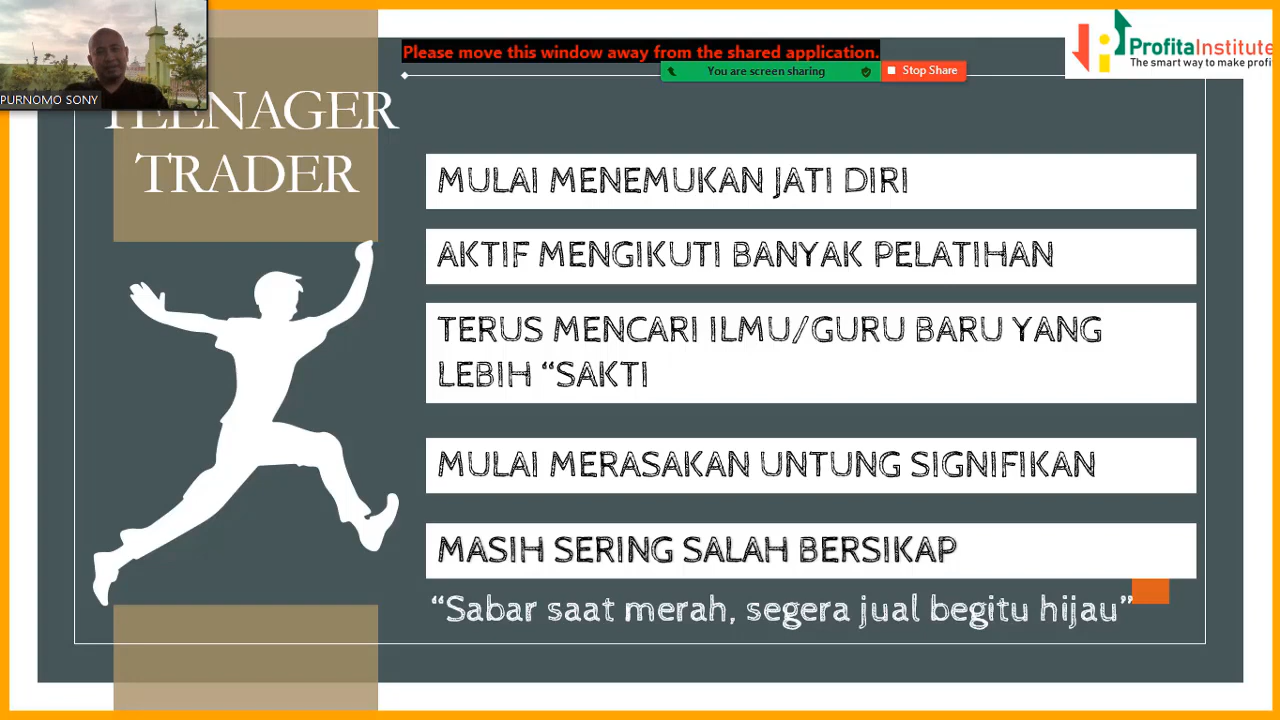 PURNOMO SONY
Please move this window away from the shared application.
You are screen sharing
Stop Share
ProfitaInstitute
The smart way to make profi
TEENAGER
TRADER
MULAI MENEMUKAN JATI DIRI
AKTIF MENGIKUTI BANYAK PELATIHAN
TERUS MENCARI ILMU/GURU BARU YANG
LEBIH “SAKTI
MULAI MERASAKAN UNTUNG SIGNIFIKAN
MASIH SERING SALAH BERSIKAP
“Sabar saat merah, segera jual begitu hijau”